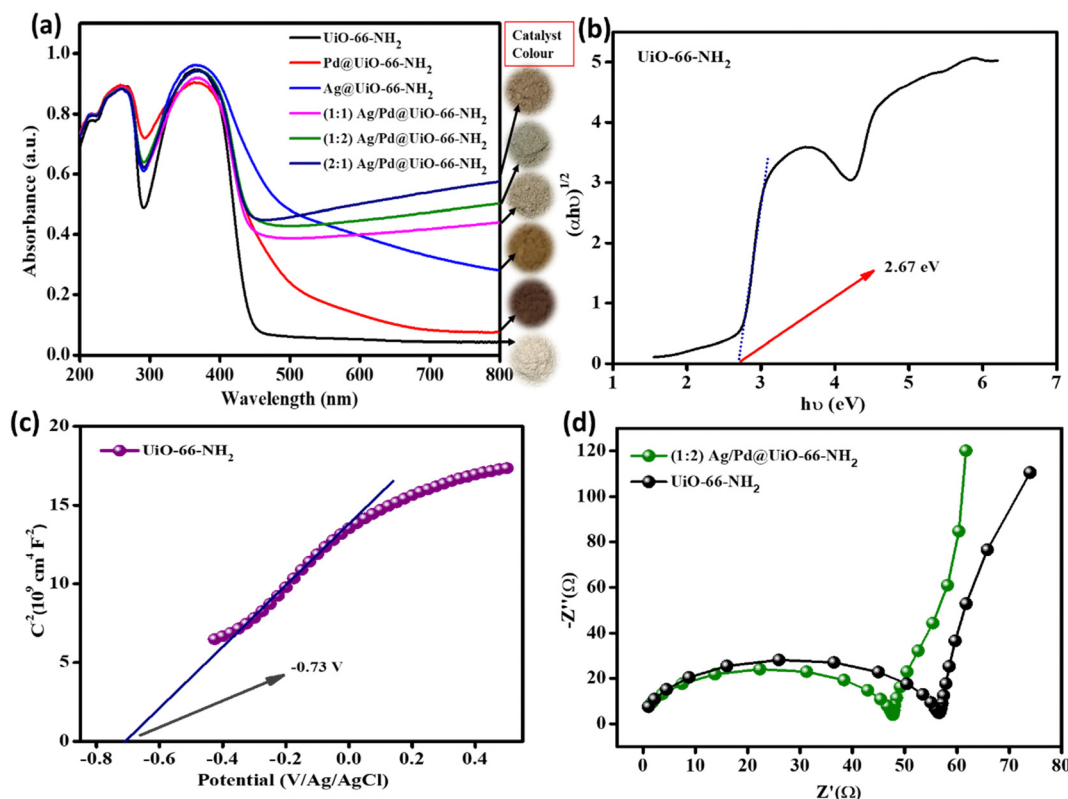 (a)
UiO-66-NH2
Pd@UiO-66-NH2
Ag@UiO-66-NH2
(1:1) Ag/Pd@UiO-66-NH2
(1:2) Ag/Pd@UiO-66-NH2
(2:1) Ag/Pd@UiO-66-NH2
Catalyst
Colour
Absorbance (a.u.)
1.0
0.8
0.6
0.4
0.2
0.0
200 300 400 500 600 700 800
Wavelength (nm)
(b)
UiO-66-NH2
(αhυ)1/2
5
4
3
2
1
0
2.67 eV
1 2 3 4 5 6 7
hυ (eV)
(c)
UiO-66-NH2
C-2(109 cm4 F-2)
20
15
10
5
0
-0.73 V
-0.8 -0.6 -0.4 -0.2 0.0 0.2 0.4
Potential (V/Ag/AgCl)
(d)
(1:2) Ag/Pd@UiO-66-NH2
UiO-66-NH2
-Z''(Ω)
120
100
80
60
40
20
0
0 10 20 30 40 50 60 70 80
Z'(Ω)